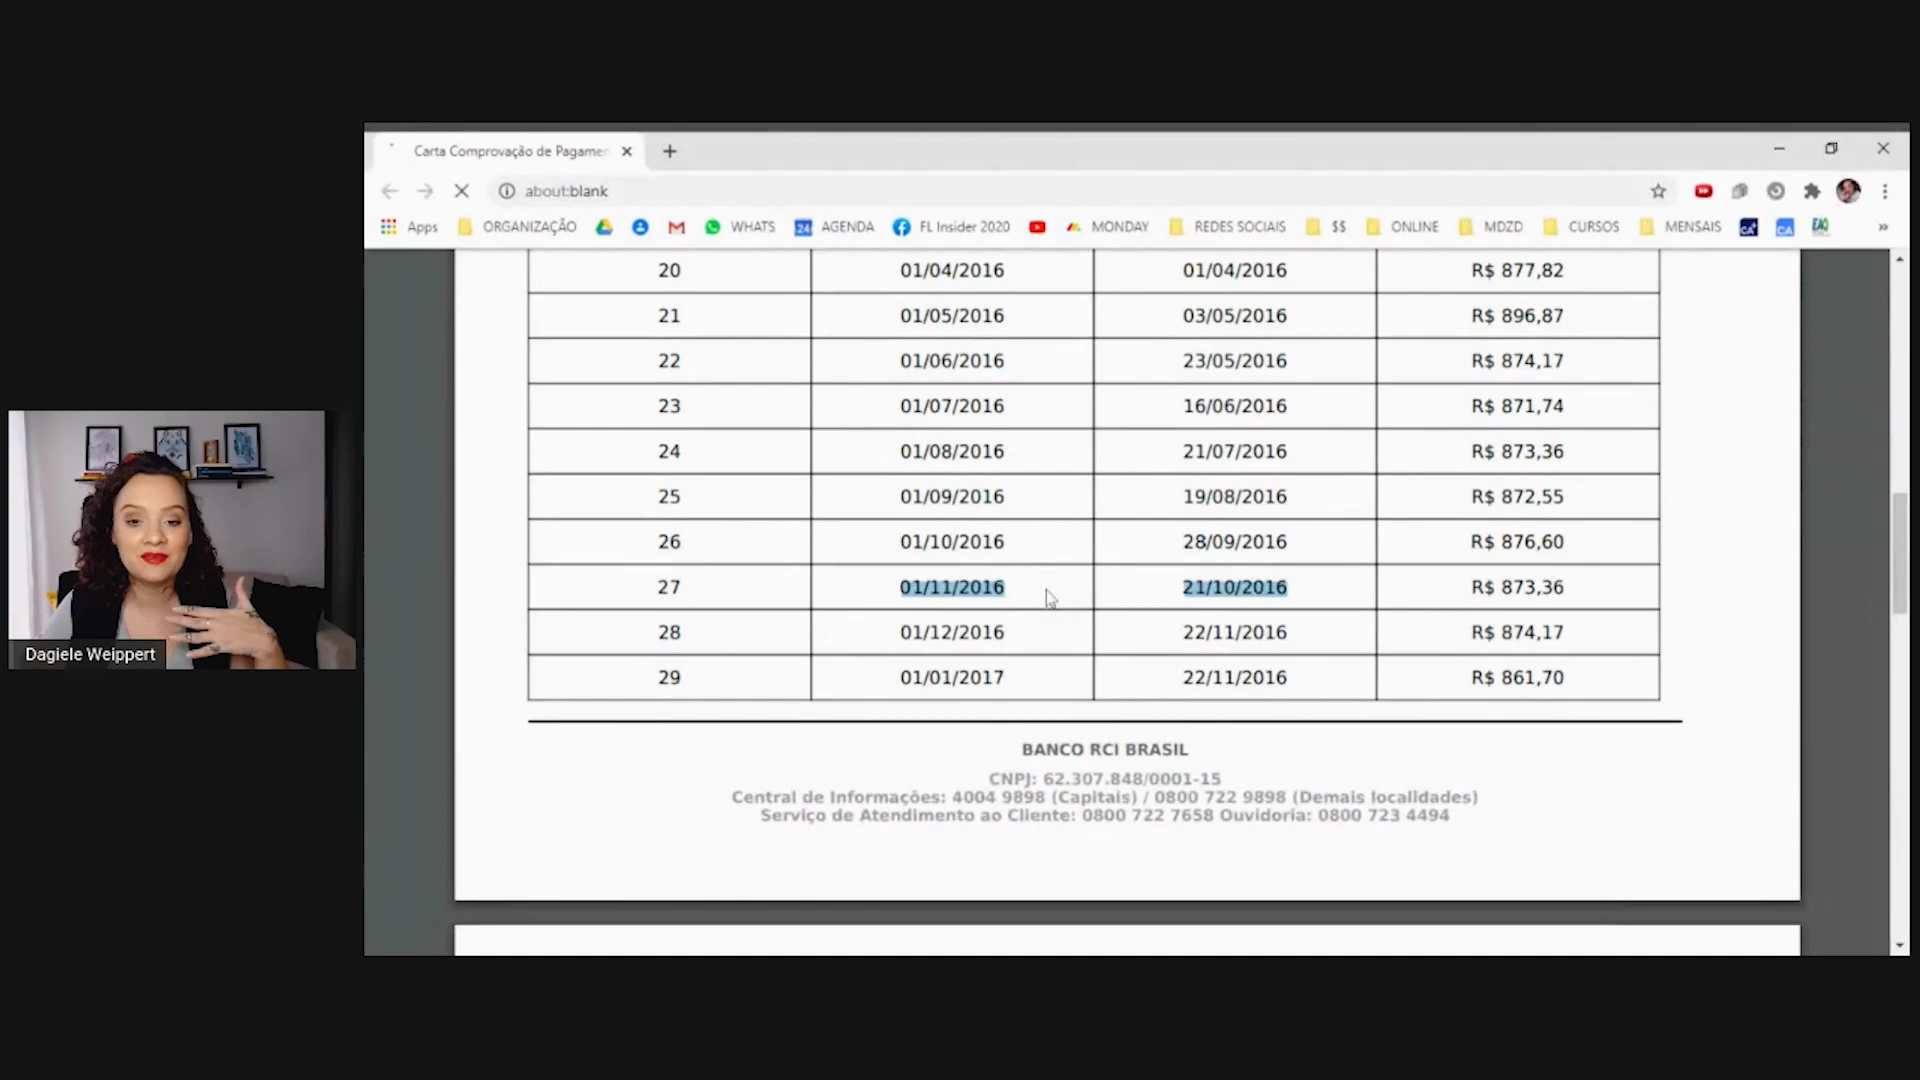 Carta Comprovação de Pagamen
about:blank
Apps ORGANIZAÇÃO WHATS 24 AGENDA FL Insider 2020 MONDAY REDES SOCIAIS $$ ONLINE MDZD CURSOS MENSAIS CA CA EAQ »
20 01/04/2016 01/04/2016 R$ 877,82
21 01/05/2016 03/05/2016 R$ 896,87
22 01/06/2016 23/05/2016 R$ 874,17
23 01/07/2016 16/06/2016 R$ 871,74
24 01/08/2016 21/07/2016 R$ 873,36
25 01/09/2016 19/08/2016 R$ 872,55
26 01/10/2016 28/09/2016 R$ 876,60
27 01/11/2016 21/10/2016 R$ 873,36
28 01/12/2016 22/11/2016 R$ 874,17
29 01/01/2017 22/11/2016 R$ 861,70
BANCO RCI BRASIL
CNPJ: 62.307.848/0001-15
Central de Informações: 4004 9898 (Capitais) / 0800 722 9898 (Demais localidades)
Serviço de Atendimento ao Cliente: 0800 722 7658 Ouvidoria: 0800 723 4494
Dagiele Weippert